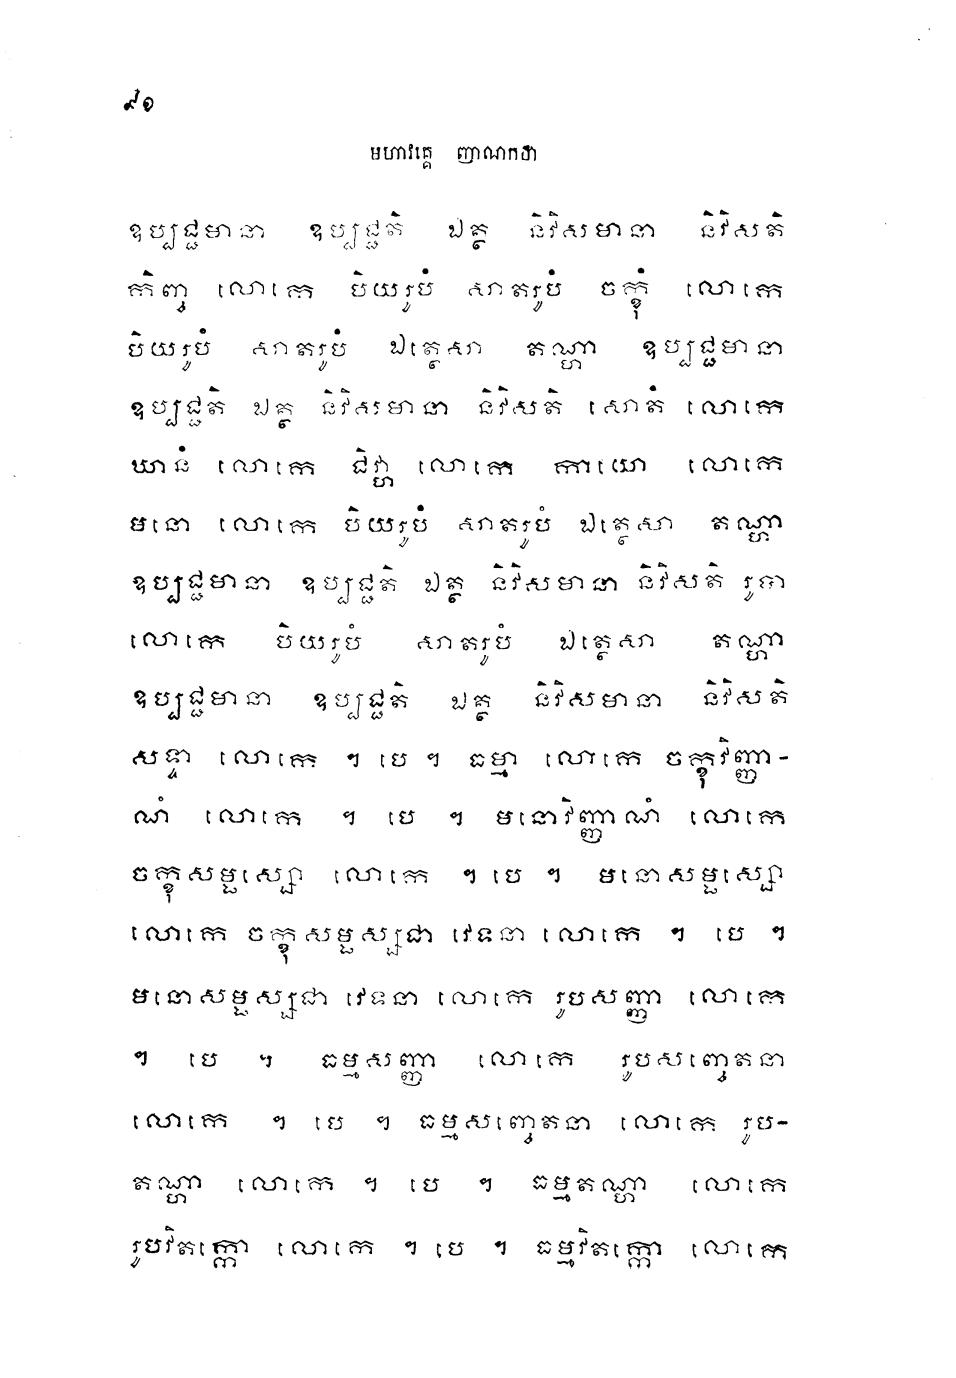 ៩១
មហាវគ្គេ ញាណកថា
ឧប្បជ្ជមានា ឧប្បជ្ជតិ ឯត្ថ និវិសមានា និវិសតិ
កិញ្ច លោកេ បិយរូបំ សាតរូបំ ចក្ខុំ លោកេ
បិយរូបំ សាតរូបំ ឯត្ថេសា តណ្ហា ឧប្បជ្ជមានា
ឧប្បជ្ជតិ ឯត្ថ និវិសមានា និវិសតិ សោតំ លោកេ
ឃានំ លោកេ ជិវ្ហា លោកេ កាយោ លោកេ
មនោ លោកេ បិយរូបំ សាតរូបំ ឯត្ថេសា តណ្ហា
ឧប្បជ្ជមានា ឧប្បជ្ជតិ ឯត្ថ និវិសមានា និវិសតិ រូបា
លោកេ បិយរូបំ សាតរូបំ ឯត្ថេសា តណ្ហា
ឧប្បជ្ជមានា ឧប្បជ្ជតិ ឯត្ថ និវិសមានា និវិសតិ
សទ្ទា លោកេ ។ បេ ។ ធម្មា លោកេ ចក្ខុវិញ្ញា-
ណំ លោកេ ។ បេ ។ មនោវិញ្ញាណំ លោកេ
ចក្ខុសម្ផស្សោ លោកេ ។ បេ ។ មនោសម្ផស្សោ
លោកេ ចក្ខុសម្ផស្សជា វេទនា លោកេ ។ បេ ។
មនោសម្ផស្សជា វេទនា លោកេ រូបសញ្ញា លោកេ
។ បេ ។ ធម្មសញ្ញា លោកេ រូបសញ្ចេតនា
លោកេ ។ បេ ។ ធម្មសញ្ចេតនា លោកេ រូប-
តណ្ហា លោកេ ។ បេ ។ ធម្មតណ្ហា លោកេ
រូបវិតក្កោ លោកេ ។ បេ ។ ធម្មវិតក្កោ លោកេ